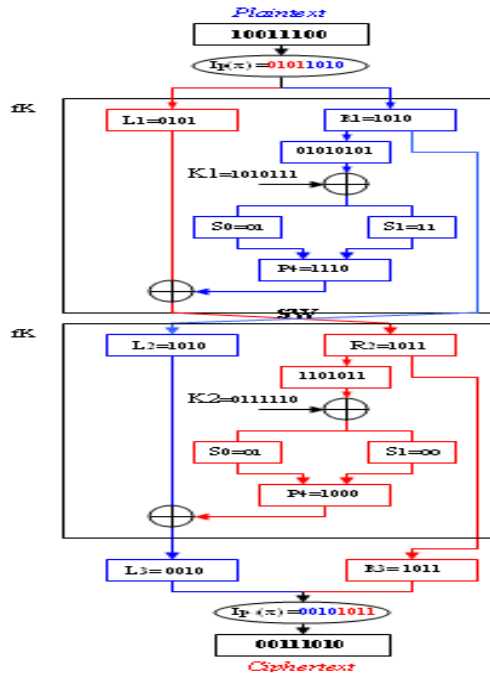 Plaintext
10011100
IP(x) =01011010
fK
L1=0101
R1=1010
01010101
K1=1010111
S0=01
S1=11
P4=1110
SW
fK
L2=1010
R2=1011
1101011
K2=0111110
S0=01
S1=00
P4=1000
L3=0010
R3=1011
IP (x) =00101011
00111010
Ciphertext